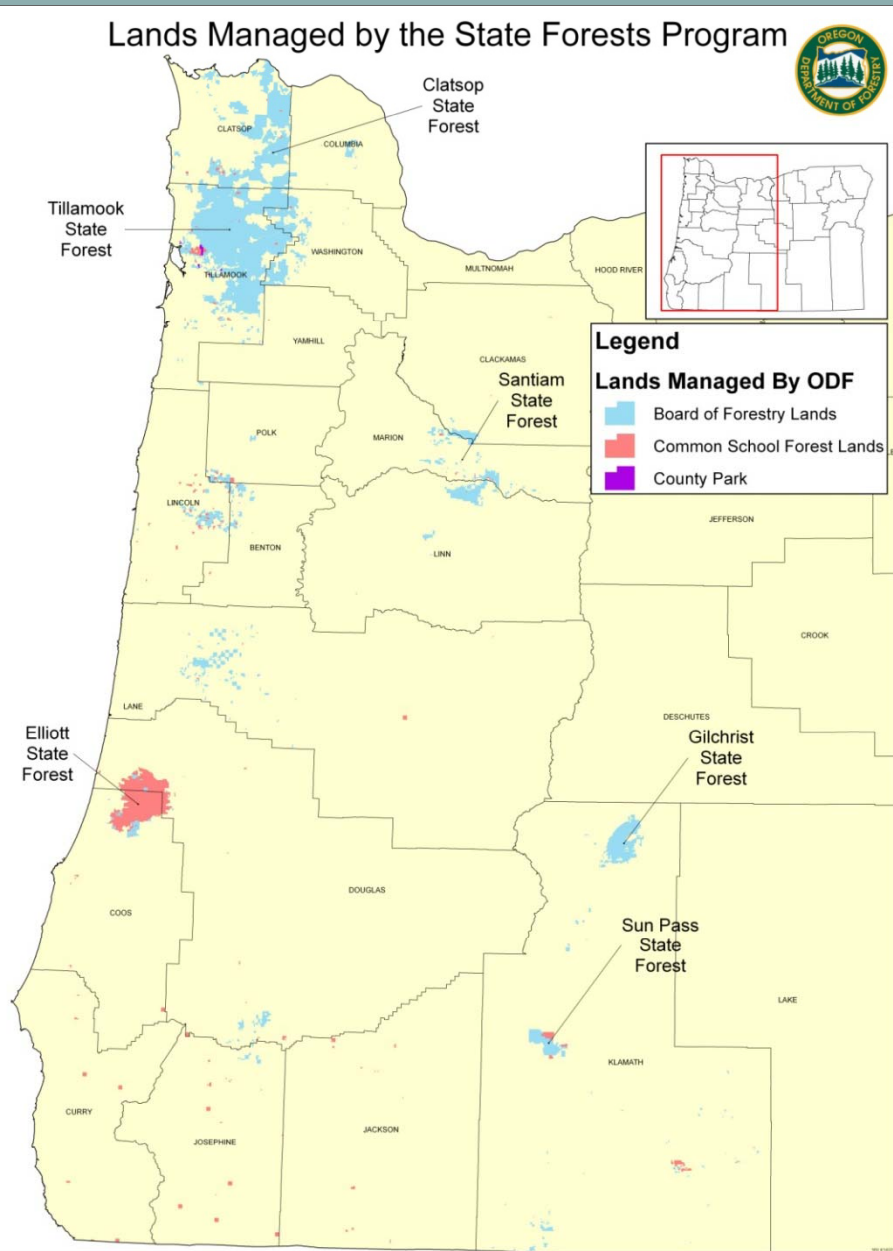 Lands Managed by the State Forests Program
OREGON
DEPARTMENT OF FORESTRY
Clatsop
State
Forest
CLATSOP
COLUMBIA
Tillamook
State
Forest
WASHINGTON
MULTNOMAH
HOOD RIVER
TILLAMOOK
YAMHILL
CLACKAMAS
Legend
Lands Managed By ODF
Board of Forestry Lands
Common School Forest Lands
County Park
Santiam
State
Forest
POLK
MARION
LINCOLN
BENTON
LINN
JEFFERSON
CROOK
LANE
DESCHUTES
Elliott
State
Forest
Gilchrist
State
Forest
DOUGLAS
COOS
Sun Pass
State
Forest
LAKE
KLAMATH
CURRY
JOSEPHINE
JACKSON